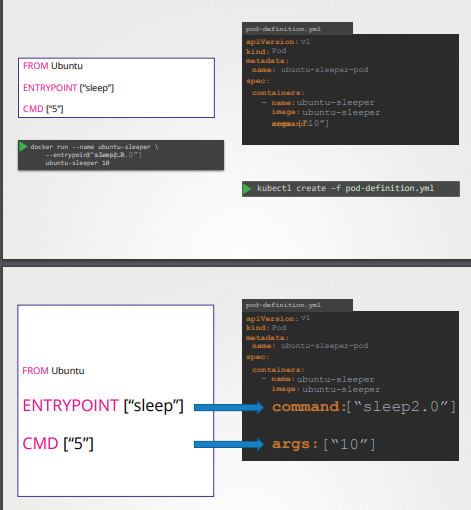 FROM Ubuntu
ENTRYPOINT [“sleep”]
CMD [“5”]
docker run --name ubuntu-sleeper \
--entrypoint
ubuntu-sleeper 10
pod-definition.yml
apiVersion: v1
kind: Pod
metadata:
name: ubuntu-sleeper-pod
spec:
containers:
- name: ubuntu-sleeper
image: ubuntu-sleeper
[“10”]
kubectl create –f pod-definition.yml
FROM Ubuntu
ENTRYPOINT [“sleep”]
CMD [“5”]
pod-definition.yml
apiVersion: v1
kind: Pod
metadata:
name: ubuntu-sleeper-pod
spec:
containers:
- name: ubuntu-sleeper
image: ubuntu-sleeper
command:[“sleep2.0”]
args: [“10”]